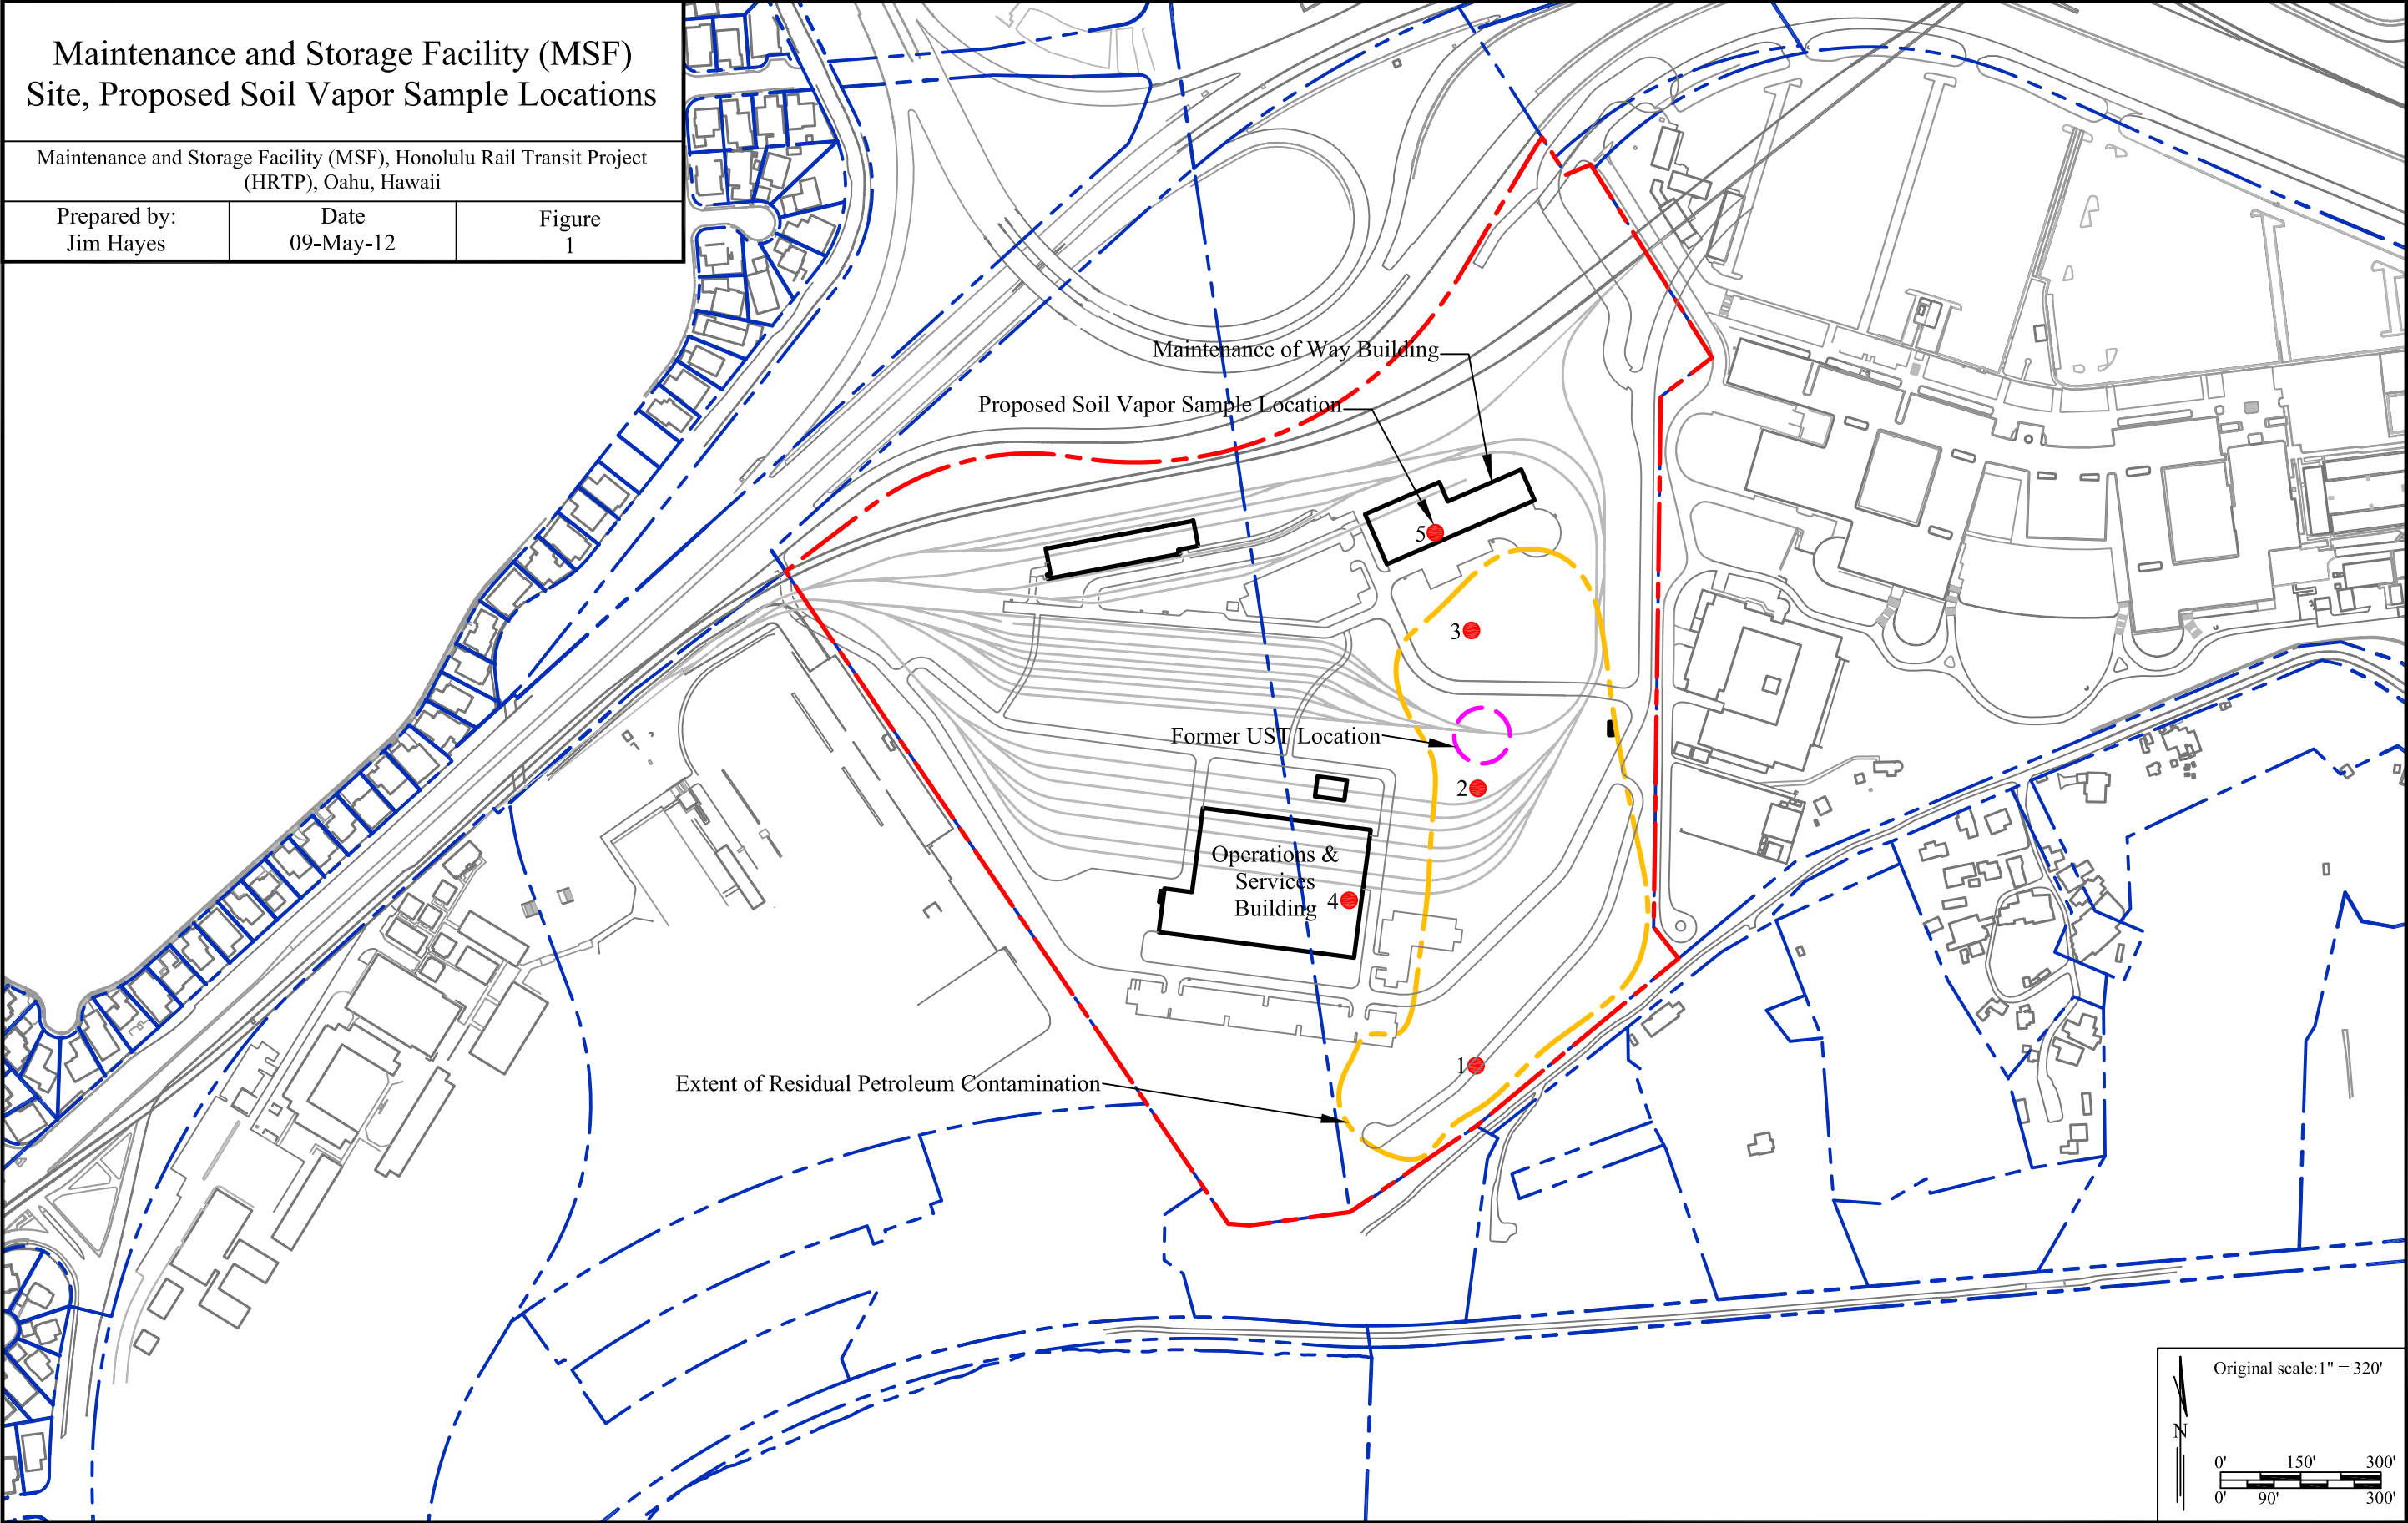 Maintenance and Storage Facility (MSF)
Site, Proposed Soil Vapor Sample Locations
Maintenance and Storage Facility (MSF), Honolulu Rail Transit Project
(HRTP), Oahu, Hawaii
Prepared by:
Jim Hayes
Date
09-May-12
Figure
1
Maintenance of Way Building
Proposed Soil Vapor Sample Location
5
3
Former UST Location
2
Operations &
Services
Building
4
1
Extent of Residual Petroleum Contamination
Original scale:1" = 320'
N
0' 150' 300'
0' 90' 300'